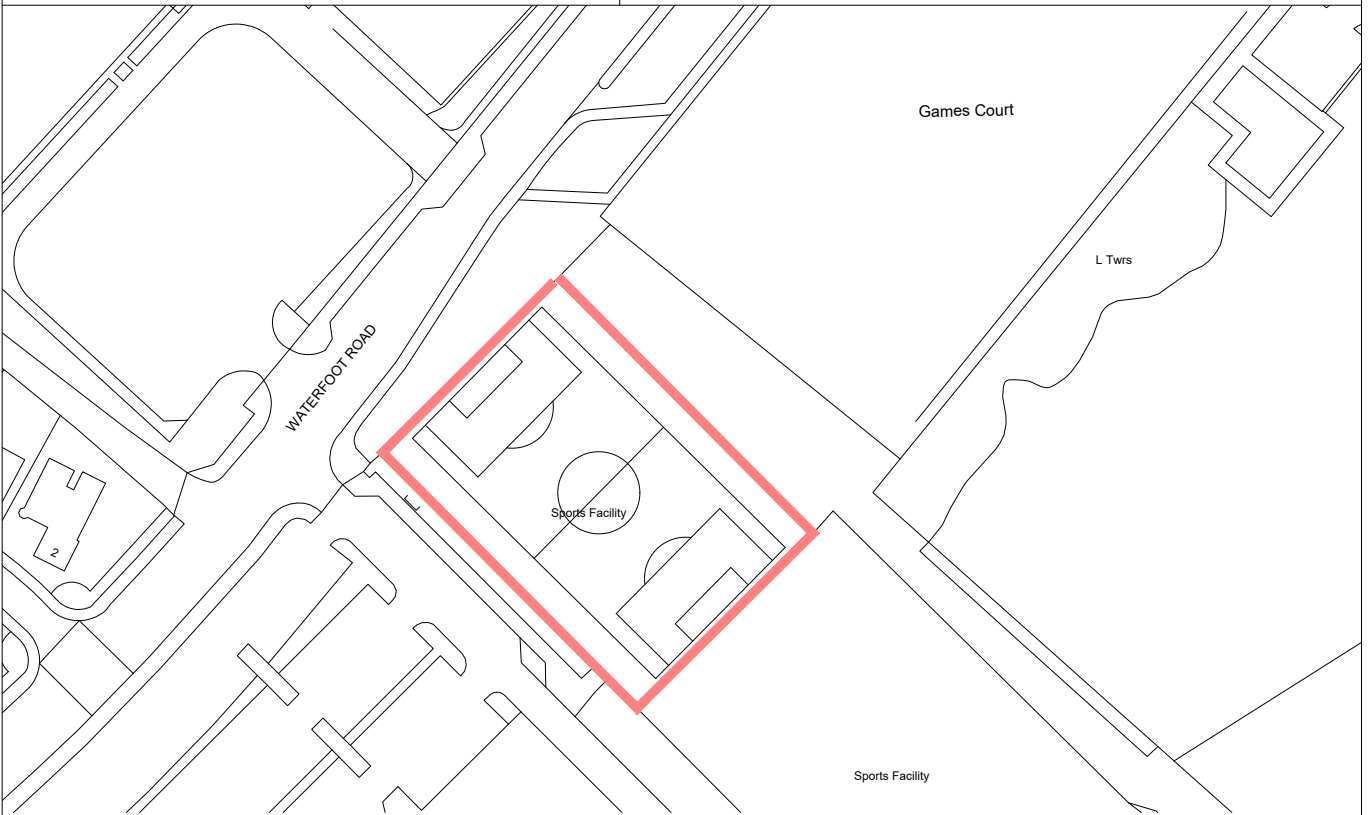 Games Court
L Twrs
WATERFOOT ROAD
Sports Facility
2
Sports Facility